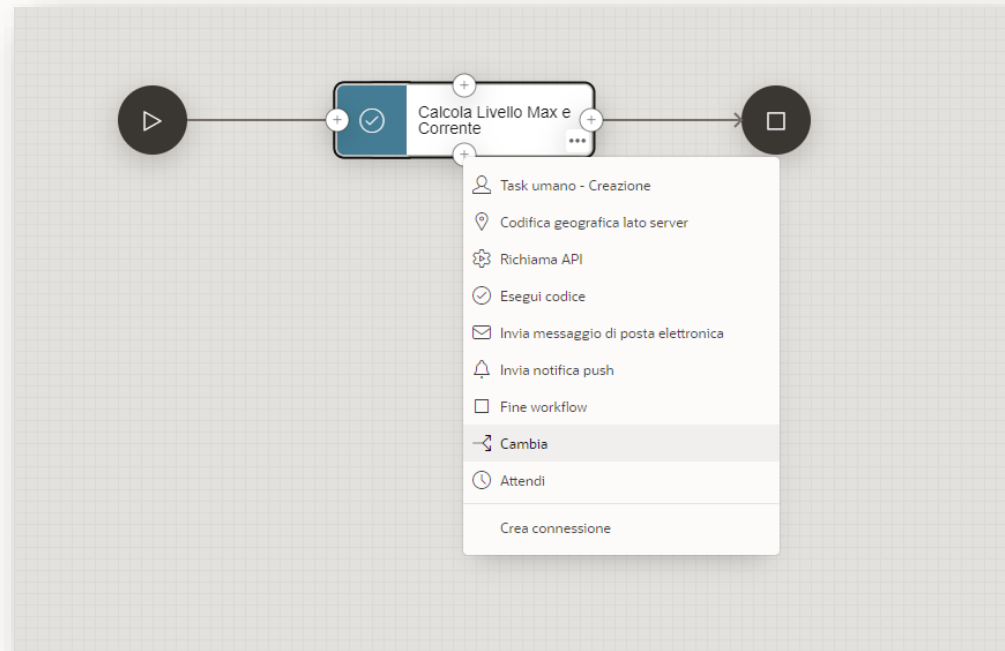 Calcola Livello Max e
Corrente
Task umano - Creazione
Codifica geografica lato server
Richiama API
Esegui codice
Invia messaggio di posta elettronica
Invia notifica push
Fine workflow
Cambia
Attendi
Crea connessione